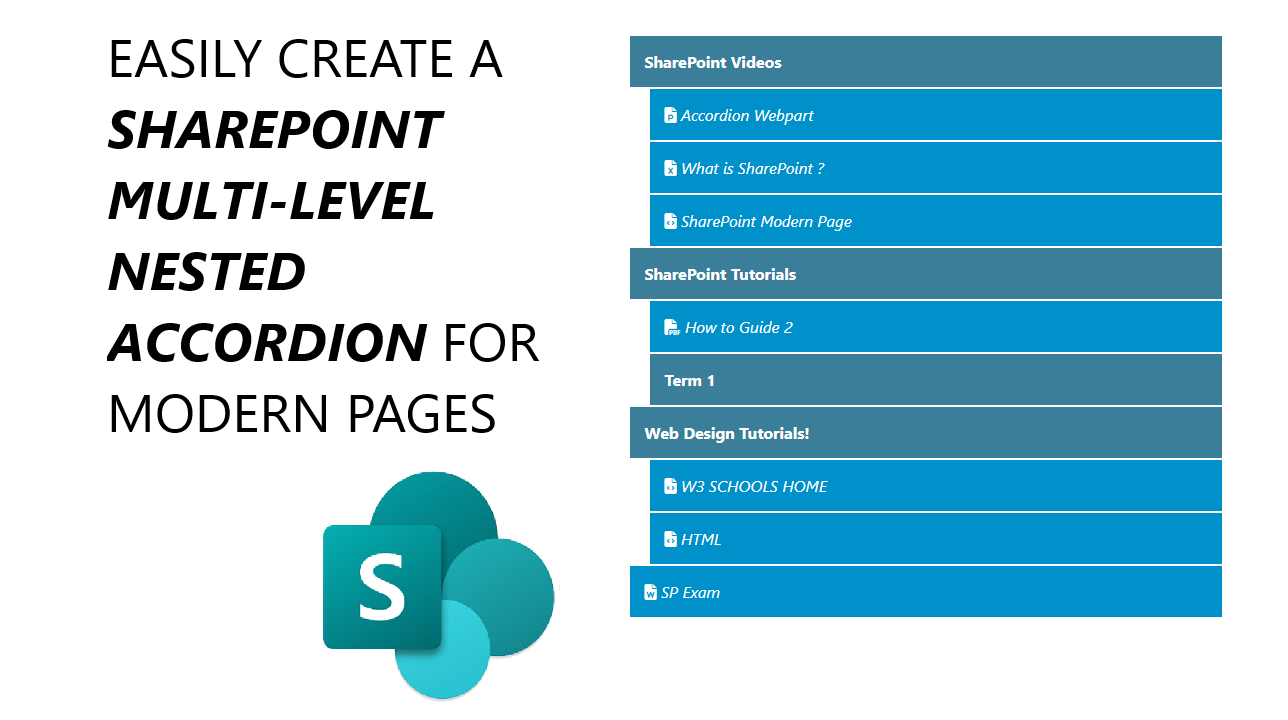 EASILY CREATE A
SHAREPOINT
MULTI-LEVEL
NESTED
ACCORDION FOR
MODERN PAGES
S
SharePoint Videos
P Accordion Webpart
X What is SharePoint ?
SharePoint Modern Page
SharePoint Tutorials
PDF How to Guide 2
Term 1
Web Design Tutorials!
W3 SCHOOLS HOME
HTML
W SP Exam